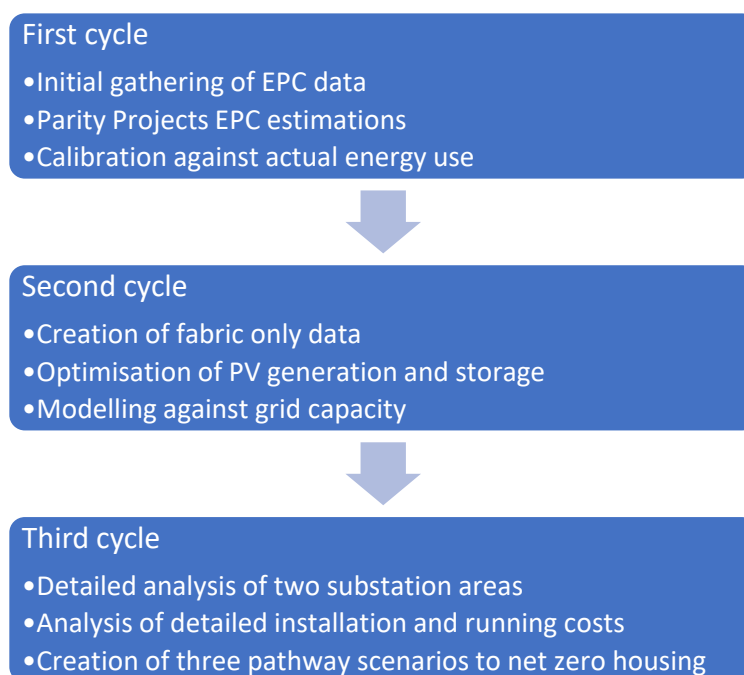 First cycle
•Initial gathering of EPC data
•Parity Projects EPC estimations
•Calibration against actual energy use
Second cycle
•Creation of fabric only data
•Optimisation of PV generation and storage
•Modelling against grid capacity
Third cycle
•Detailed analysis of two substation areas
•Analysis of detailed installation and running costs
•Creation of three pathway scenarios to net zero housing